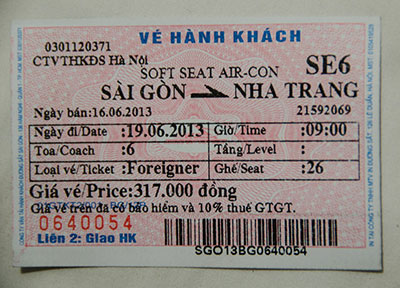 VÉ HÀNH KHÁCH
0301120371
CTVTHKĐS Hà Nội
SOFT SEAT AIR-CON SE6
SÀI GÒN NHA TRANG
Ngày bán:16.06.2013 21592069
Ngày đi/Date :19.06.2013 Giờ/Time :09:00
Toa/Coach :6 Tầng/Level :
Loại vé/Ticket :Foreigner Ghế/Seat :26
Giá vé/Price:317.000 đồng
Giá vé trên đã có bảo hiểm và 10% thuế GTGT.
0640054
Liên 2: Giao HK
SGO13BG0640054